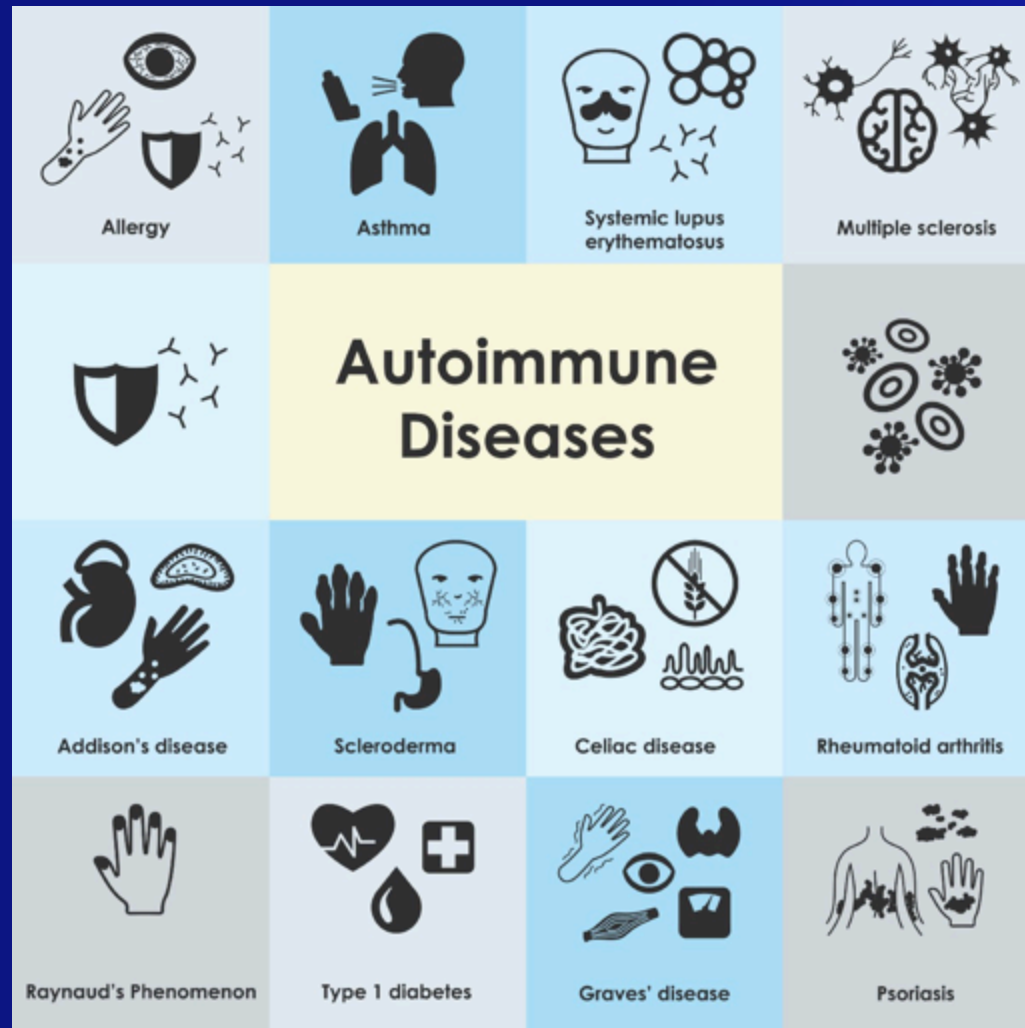 Allergy
Asthma
Systemic lupus
erythematosus
Multiple sclerosis
Autoimmune
Diseases
Addison's disease
Scleroderma
Celiac disease
Rheumatoid arthritis
Raynaud's Phenomenon
Type 1 diabetes
Graves' disease
Psoriasis